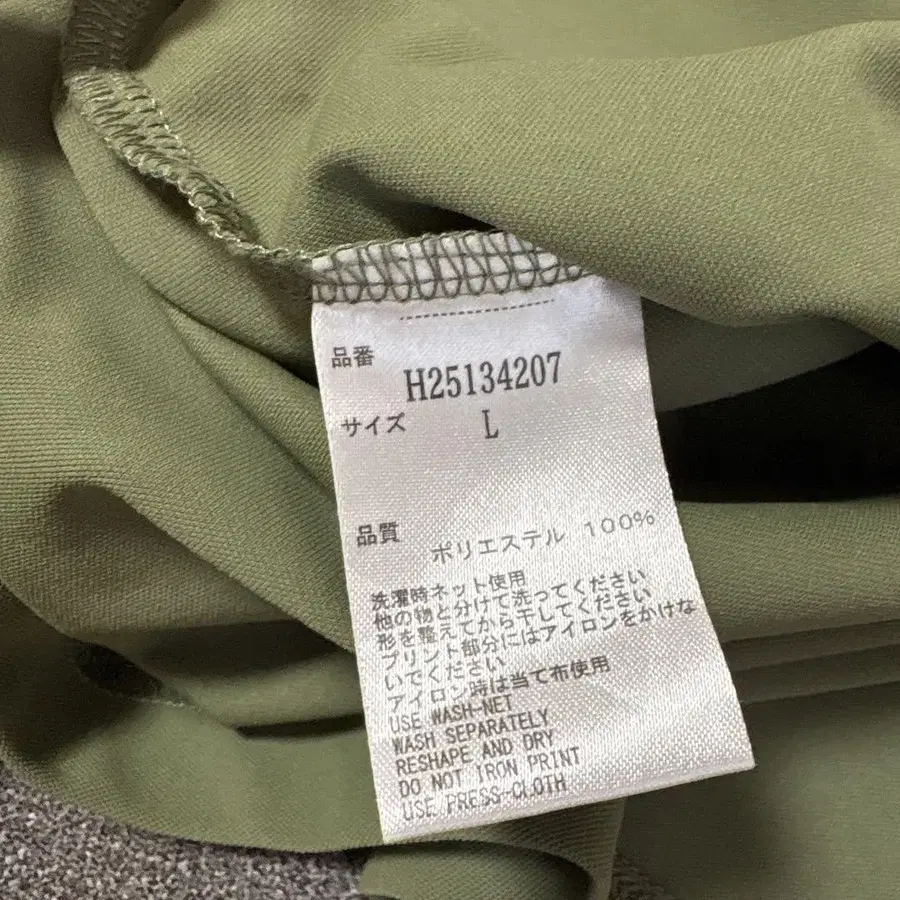 品番
H25134207
サイズ
L
品質
ポリエステル 100%
洗濯時ネット使用
他の物と分けて洗ってください
形を整えてから干してください
プリント部分にはアイロンをかけな
いでください
アイロン時は当て布使用
USE WASH-NET
WASH SEPARATELY
RESHAPE AND DRY
DO NOT IRON PRINT
USE PRESS-CLOTH